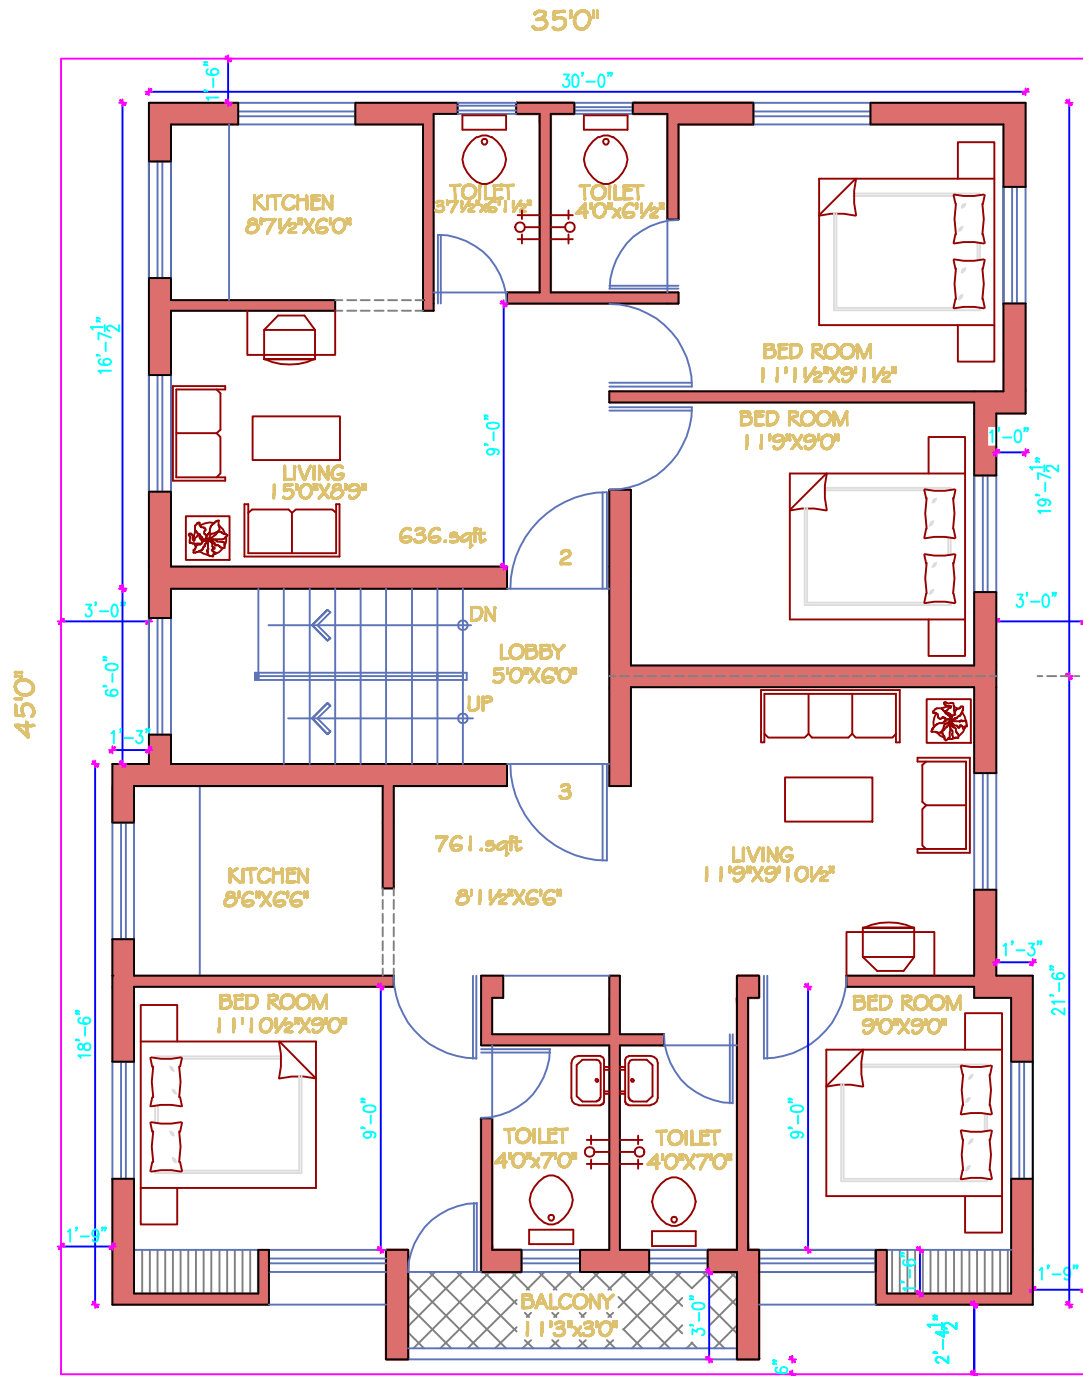 35'0"
1'-6"
30'-0"
KITCHEN
8'7½"X6'0"
TOILET
3'7½"x6'1½"
TOILET
4'0"x6'½"
16'-7½"
BED ROOM
11'1½"X9'1½"
BED ROOM
11'9"X9'0"
1'-0"
19'-7½"
9'-0"
LIVING
15'0"X8'9"
636.sqft
2
3'-0"
DN
3'-0"
LOBBY
5'0"X6'0"
6'-0"
45'0"
UP
1'-3"
3
761.sqft
LIVING
11'9"X9'10½"
KITCHEN
8'6"X6'6"
8'1½"X6'6"
1'-3"
BED ROOM
11'10½"X9'0"
BED ROOM
9'0"X9'0"
21'-6"
18'-6"
9'-0"
9'-0"
TOILET
4'0"x7'0"
TOILET
4'0"X7'0"
1'-9"
1'-6"
1'-9"
BALCONY
11'3"x3'0"
3'-0"
2'-4½"
6"